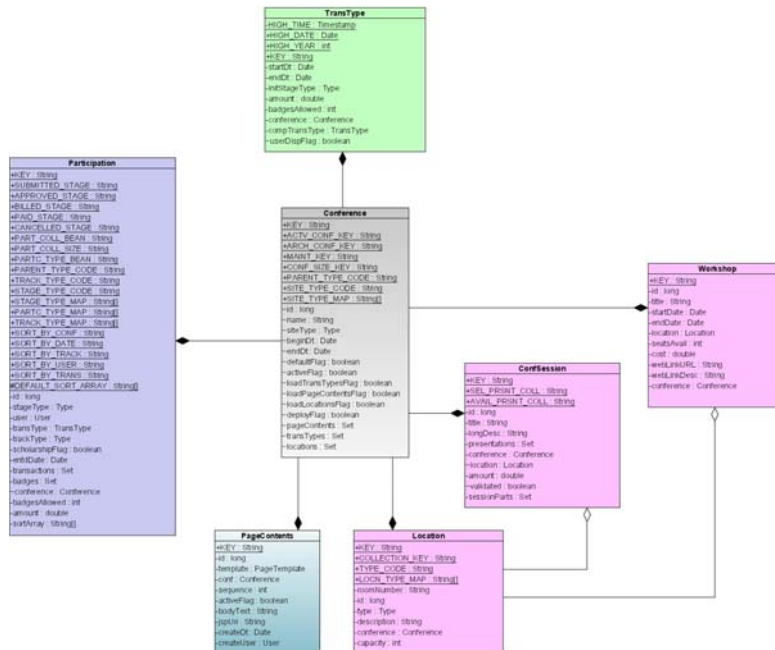 TransType
-HIGH_TIME : Timestamp
+HIGH_DATE : Date
+HIGH_YEAR : int
+KEY : String
-startDt : Date
-endDt : Date
-initStageType : Type
-amount : double
-badgesAllowed : int
-conference : Conference
-compTransType : TransType
-userDispFlag : boolean
Participation
+KEY : String
+SUBMITTED_STAGE : String
+APPROVED_STAGE : String
+BILLED_STAGE : String
+PAID_STAGE : String
+CANCELLED_STAGE : String
+PART_COLL_BEAN : String
+PART_COLL_SIZE : String
+PARTC_TYPE_BEAN : String
+PARENT_TYPE_CODE : String
+TRACK_TYPE_CODE : String
+STAGE_TYPE_CODE : String
+STAGE_TYPE_MAP : String[]
+PARTC_TYPE_MAP : String[]
+TRACK_TYPE_MAP : String[]
+SORT_BY_CONF : String
+SORT_BY_DATE : String
+SORT_BY_TRACK : String
+SORT_BY_USER : String
+SORT_BY_TRANS : String
#DEFAULT_SORT_ARRAY : String[]
-id : long
-stageType : Type
-user : User
-transType : TransType
-trackType : Type
-scholarshipFlag : boolean
-entdDate : Date
-transactions : Set
-badges : Set
-conference : Conference
-badgesAllowed : int
-amount : double
-sortArray : String[]
Conference
+KEY : String
+ACTV_CONF_KEY : String
+ARCH_CONF_KEY : String
+MAINT_KEY : String
+CONF_SIZE_KEY : String
+PARENT_TYPE_CODE : String
+SITE_TYPE_CODE : String
+SITE_TYPE_MAP : String[]
-id : long
-name : String
-siteType : Type
-beginDt : Date
-endDt : Date
-defaultFlag : boolean
-activeFlag : boolean
-loadTransTypesFlag : boolean
-loadPageContentsFlag : boolean
-loadLocationsFlag : boolean
-deployFlag : boolean
-pageContents : Set
-transTypes : Set
-locations : Set
Workshop
+KEY : String
-id : long
-title : String
-startDate : Date
-endDate : Date
-location : Location
-seatsAvail : int
-cost : double
-webLinkURL : String
-webLinkDesc : String
-conference : Conference
ConfSession
+KEY : String
+SEL_PRSNT_COLL : String
+AVAIL_PRSNT_COLL : String
-id : long
-title : String
-longDesc : String
-presentations : Set
-conference : Conference
-location : Location
-amount : double
-validated : boolean
-sessionParts : Set
PageContents
+KEY : String
-id : long
-template : PageTemplate
-conf : Conference
-sequence : int
-activeFlag : boolean
-bodyText : String
-jspUrl : String
-createDt : Date
-createUser : User
Location
+KEY : String
+COLLECTION_KEY : String
+TYPE_CODE : String
+LOCN_TYPE_MAP : String[]
-roomNumber : String
-id : long
-type : Type
-description : String
-conference : Conference
-capacity : int